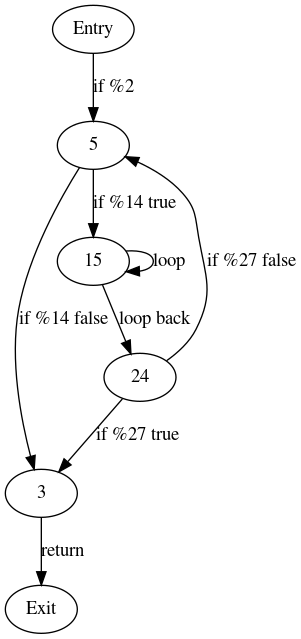 Entry
if %2
5
if %14 true
15
loop
if %27 false
if %14 false
loop back
24
if %27 true
3
return
Exit